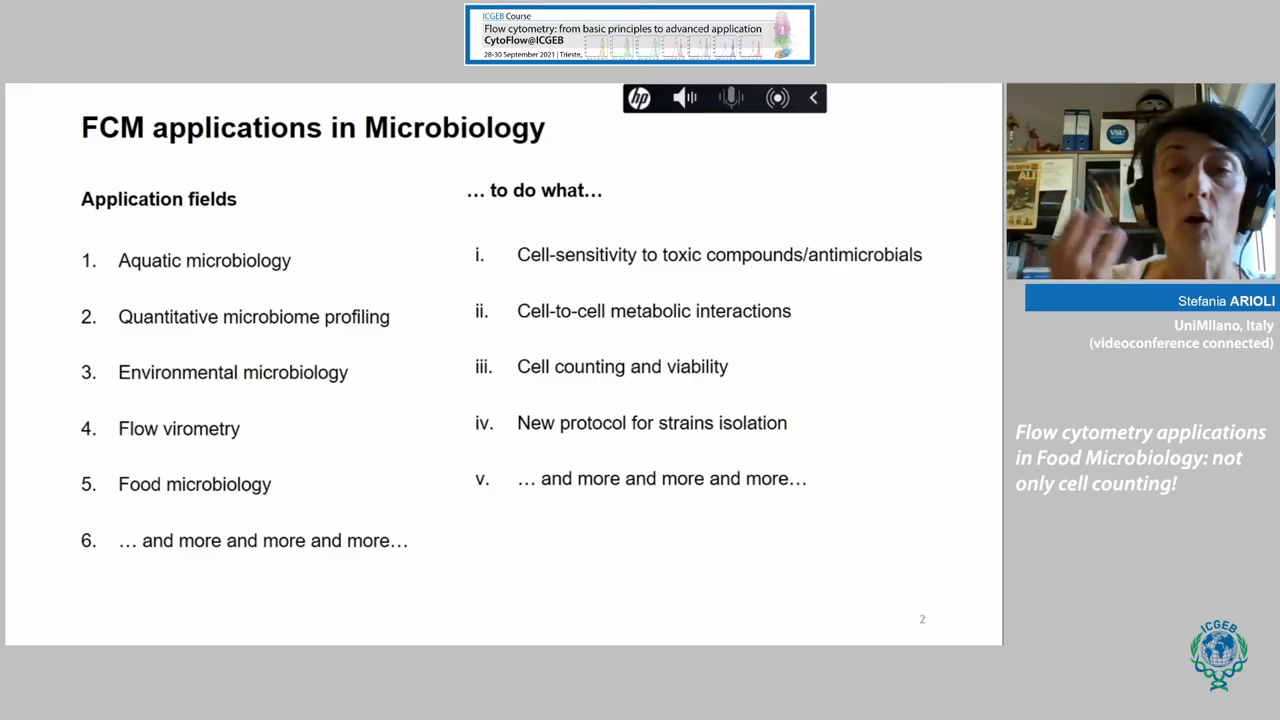 ICGEB Course
Flow cytometry: from basic principles to advanced application
CytoFlow@ICGEB
28-30 September 2021 | Trieste,
hp
FCM applications in Microbiology
Application fields
1. Aquatic microbiology
2. Quantitative microbiome profiling
3. Environmental microbiology
4. Flow virometry
5. Food microbiology
6. … and more and more and more…
… to do what…
i. Cell-sensitivity to toxic compounds/antimicrobials
ii. Cell-to-cell metabolic interactions
iii. Cell counting and viability
iv. New protocol for strains isolation
v. … and more and more and more…
2
Stefania ARIOLI
UniMIlano, Italy
(videoconference connected)
Flow cytometry applications
in Food Microbiology: not
only cell counting!
ICGEB